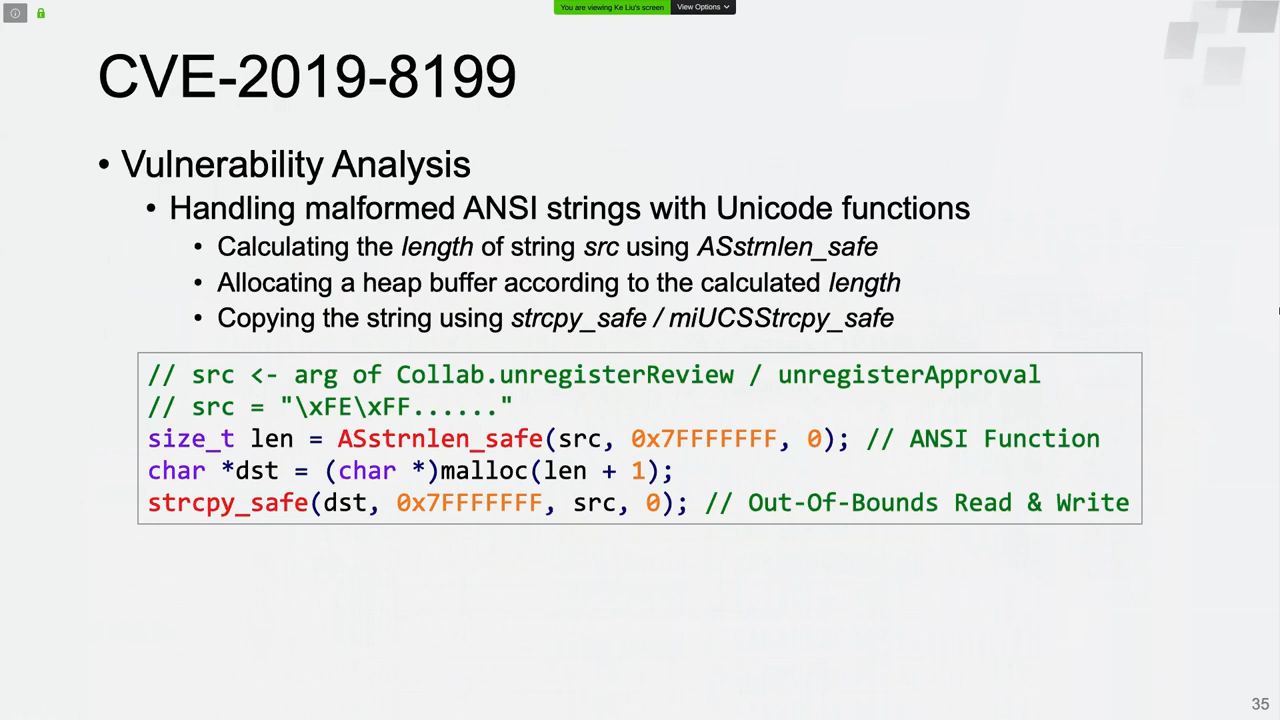 You are viewing Ke Liu's screen View Options
CVE-2019-8199
• Vulnerability Analysis
• Handling malformed ANSI strings with Unicode functions
• Calculating the length of string src using ASstrnlen_safe
• Allocating a heap buffer according to the calculated length
• Copying the string using strcpy_safe / miUCSStrcpy_safe
// src <- arg of Collab.unregisterReview / unregisterApproval
// src = "\xFE\xFF......"
size_t len = ASstrnlen_safe(src, 0x7FFFFFFF, 0); // ANSI Function
char *dst = (char *)malloc(len + 1);
strcpy_safe(dst, 0x7FFFFFFF, src, 0); // Out-Of-Bounds Read & Write
35